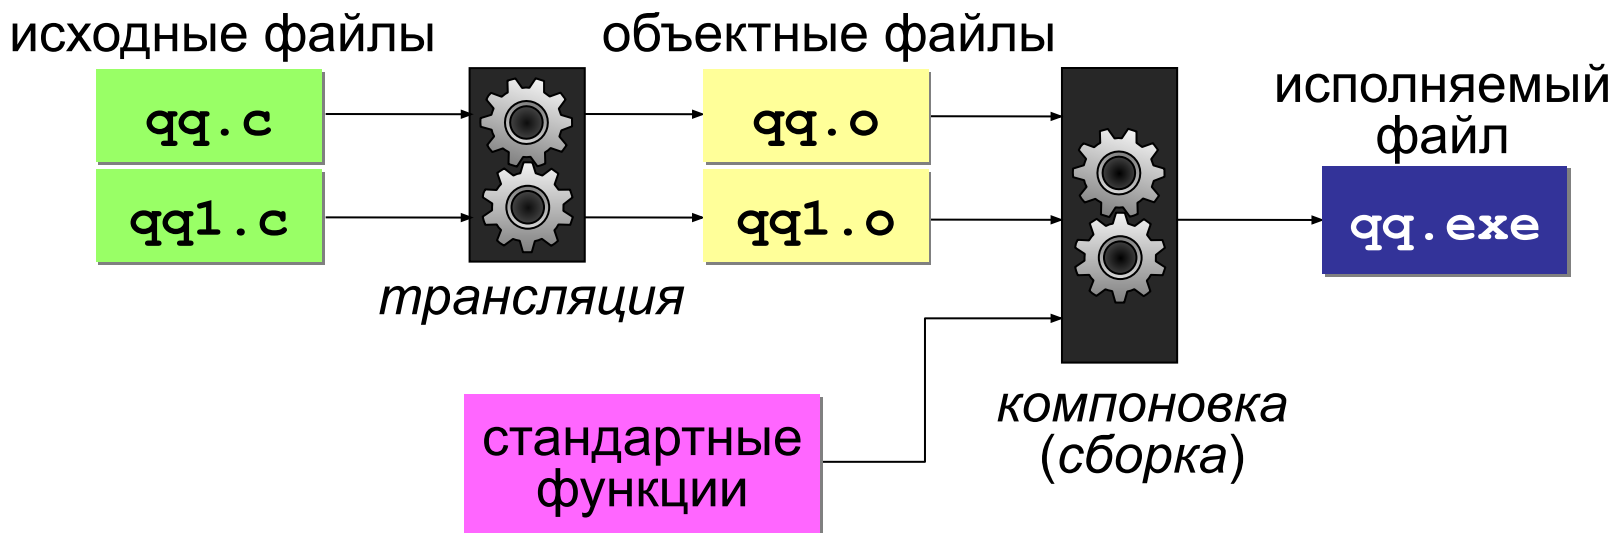 исходные файлы
объектные файлы
исполняемый
файл
qq.c
qq.o
qq1.c
qq1.o
qq.exe
трансляция
стандартные
функции
компоновка
(сборка)